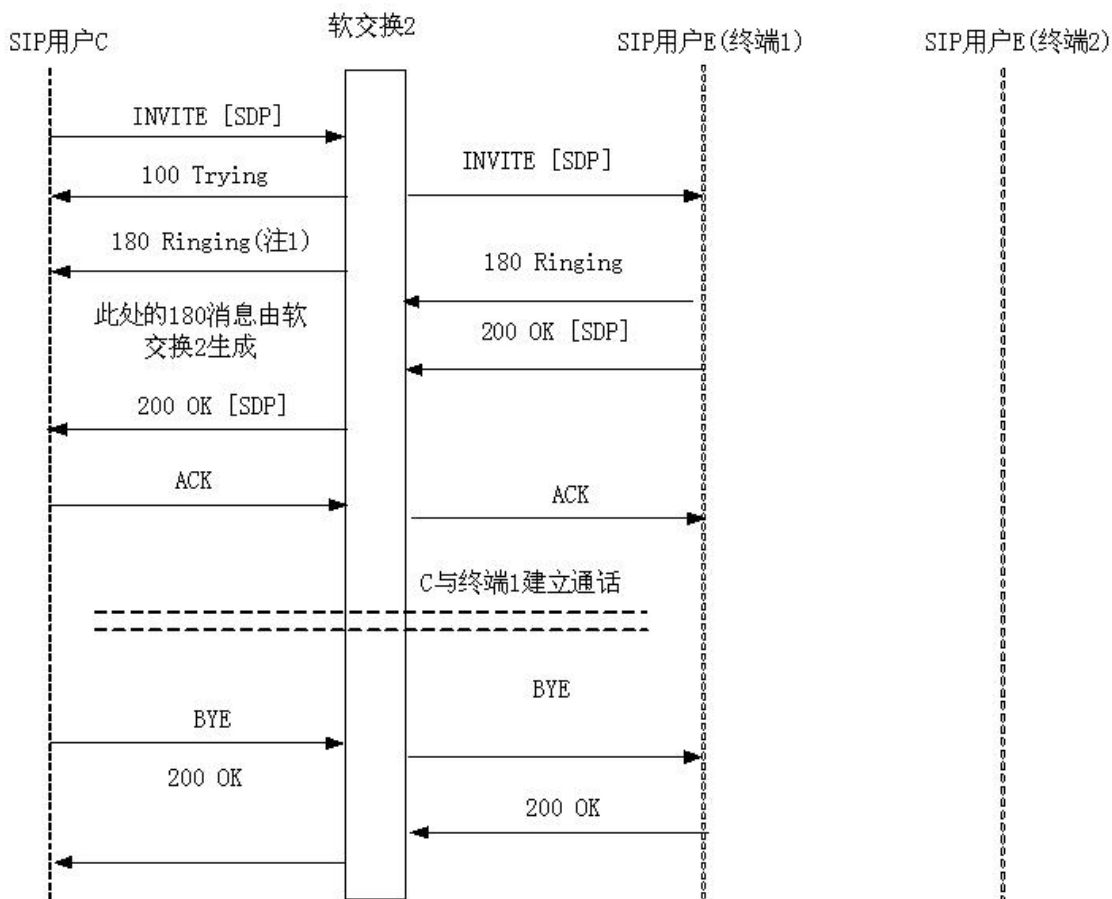 软交换2
SIP用户C
SIP用户E(终端1)
SIP用户E(终端2)
INVITE [SDP]
INVITE [SDP]
100 Trying
180 Ringing(注1)
180 Ringing
此处的180消息由软
交换2生成
200 OK [SDP]
200 OK [SDP]
ACK
ACK
C与终端1建立通话
BYE
BYE
200 OK
200 OK